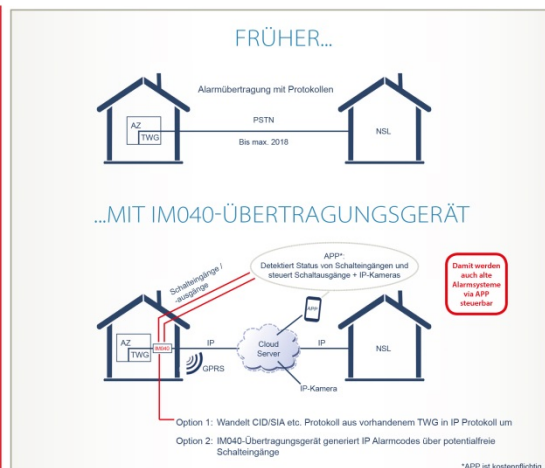 FRÜHER...
Alarmübertragung mit Protokollen
AZ
TWG
PSTN
Bis max. 2018
NSL
...MIT IM040-ÜBERTRAGUNGSGERÄT
APP*:
Detektiert Status von Schalteingängen und
steuert Schaltausgänge + IP-Kameras
Schalteingänge /
-ausgänge
Damit werden
auch alte
Alarmsysteme
via APP
steuerbar
APP
AZ
TWG
IM040
IP
GPRS
Cloud
Server
IP
NSL
IP-Kamera
Option 1: Wandelt CID/SIA etc. Protokoll aus vorhandenem TWG in IP Protokoll um
Option 2: IM040-Übertragungsgerät generiert IP Alarmcodes über potentialfreie
Schalteingänge
*APP ist kostenpflichtig